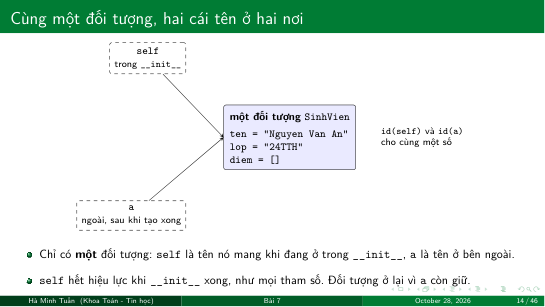 Cùng một đối tượng, hai cái tên ở hai nơi
self
trong __init__
một đối tượng SinhVien
ten = "Nguyen Van An"
lop = "24TTH"
diem = []
id(self) và id(a)
cho cùng một số
a
ngoài, sau khi tạo xong
Chỉ có một đối tượng: self là tên nó mang khi đang ở trong __init__, a là tên ở bên ngoài.
self hết hiệu lực khi __init__ xong, như mọi tham số. Đối tượng ở lại vì a còn giữ.
Hà Minh Tuấn (Khoa Toán - Tin học) Bài 7 October 28, 2026 14 / 46